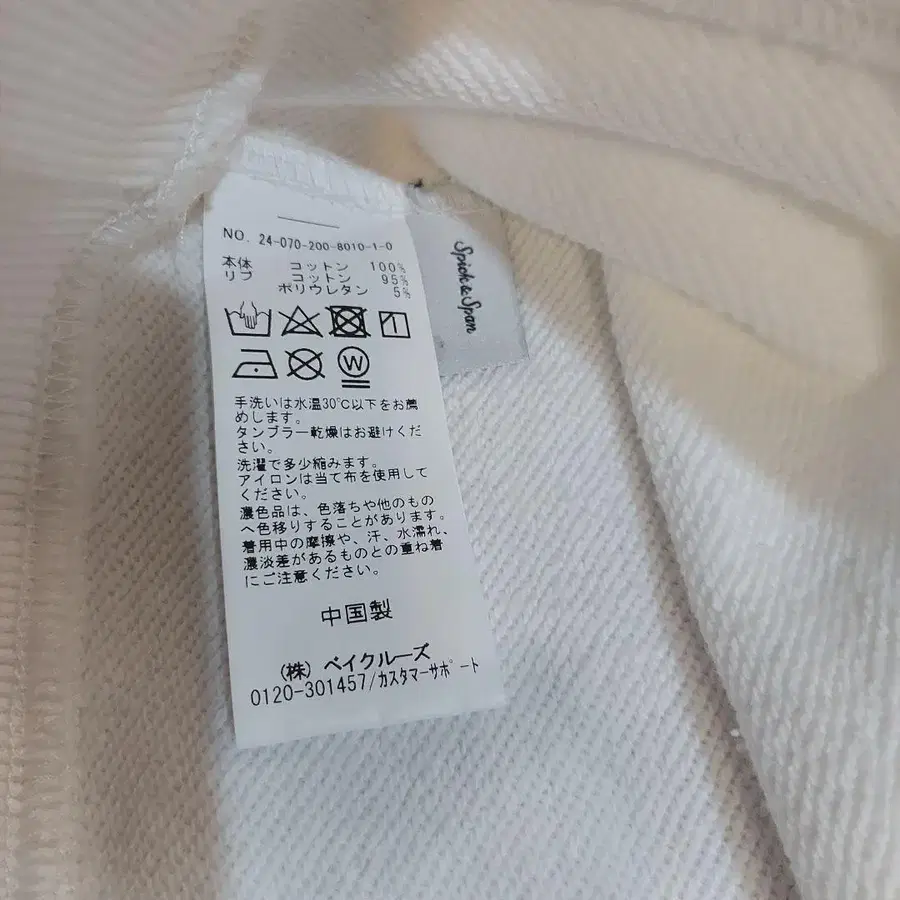 NO. 24-070-200-8010-1-0
本体 コットン 100%
リブ コットン 95%
ポリウレタン 5%
W
手洗いは水温30℃以下をお薦
めします。
タンブラー乾燥はお避けくだ
さい。
洗濯で多少縮みます。
アイロンは当て布を使用して
ください。
濃色品は、色落ちや他のもの
へ色移りすることがあります。
着用中の摩擦や、汗、水濡れ、
濃淡差があるものとの重ね着
にご注意ください。
中国製
(株) ベイクルーズ
0120-301457/カスタマーサポート
Spick & Span